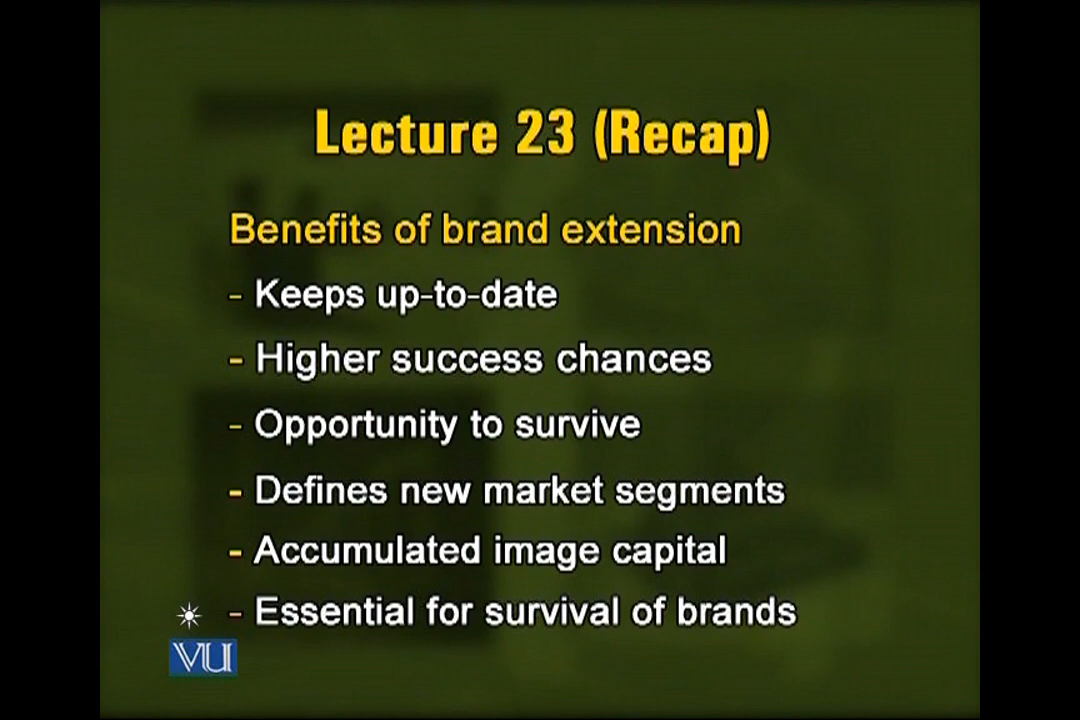 Lecture 23 (Recap)
Benefits of brand extension
- Keeps up-to-date
- Higher success chances
- Opportunity to survive
- Defines new market segments
- Accumulated image capital
- Essential for survival of brands
VU